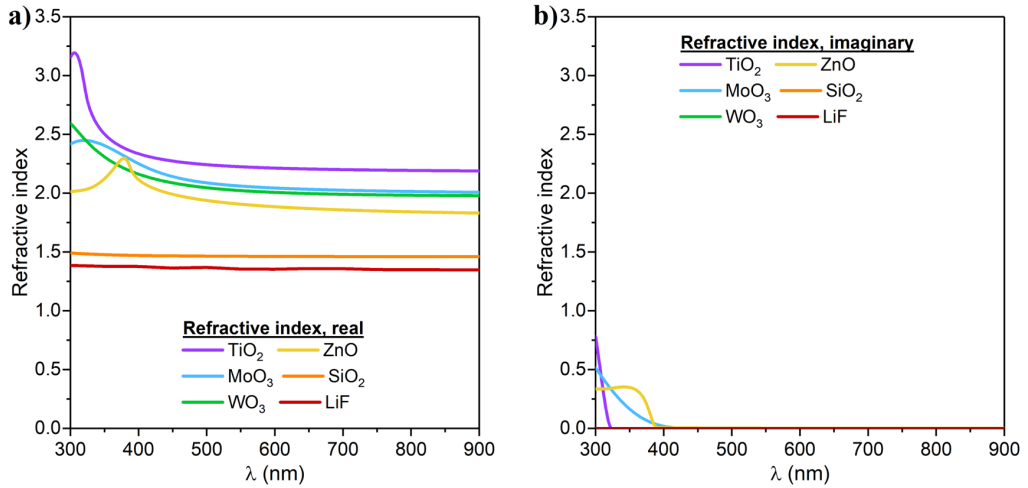 a)
Refractive index
3.5
3.0
2.5
2.0
1.5
1.0
0.5
0.0
Refractive index, real
TiO₂ ZnO
MoO₃ SiO₂
WO₃ LiF
300 400 500 600 700 800 900
λ (nm)
b)
Refractive index
3.5
3.0
2.5
2.0
1.5
1.0
0.5
0.0
Refractive index, imaginary
TiO₂ ZnO
MoO₃ SiO₂
WO₃ LiF
300 400 500 600 700 800 900
λ (nm)